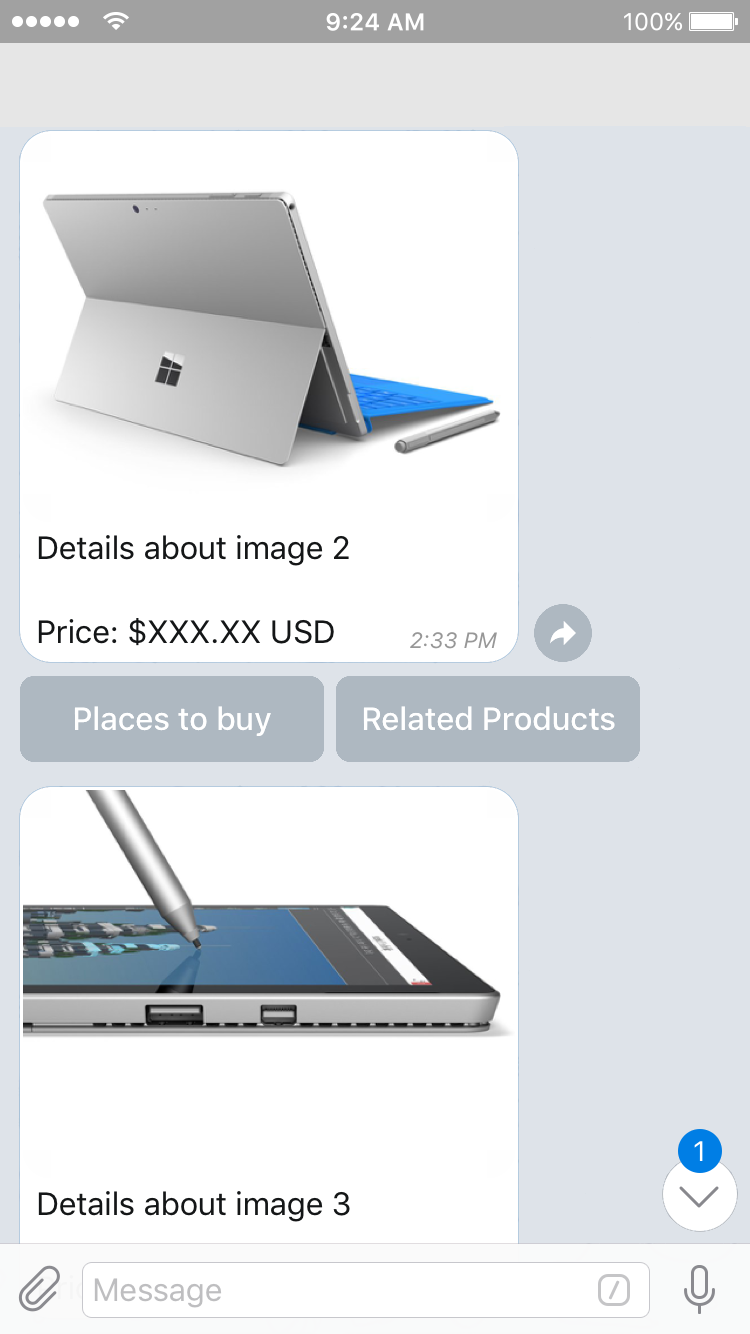 9:24 AM
100%
Details about image 2
Price: $XXX.XX USD
2:33 PM
Places to buy
Related Products
Details about image 3
1
Message
/